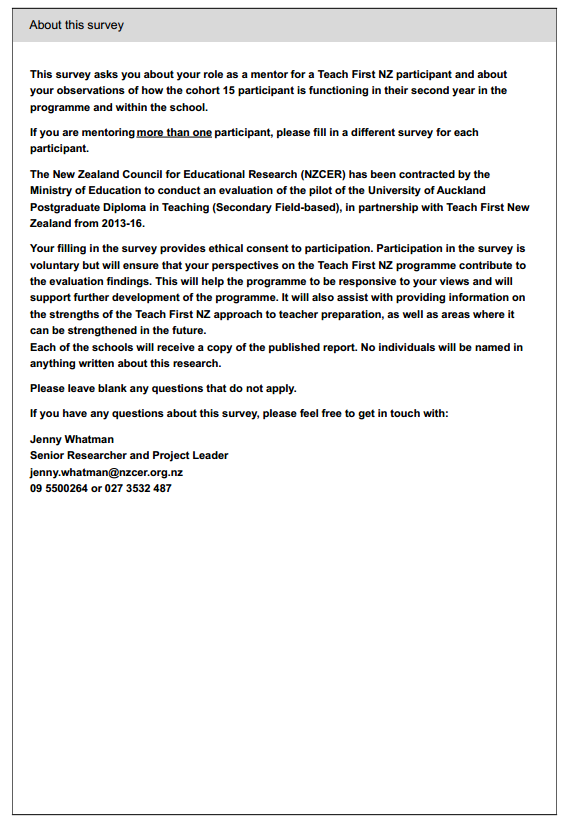 About this survey
This survey asks you about your role as a mentor for a Teach First NZ participant and about
your observations of how the cohort 15 participant is functioning in their second year in the
programme and within the school.
If you are mentoring more than one participant, please fill in a different survey for each
participant.
The New Zealand Council for Educational Research (NZCER) has been contracted by the
Ministry of Education to conduct an evaluation of the pilot of the University of Auckland
Postgraduate Diploma in Teaching (Secondary Field-based), in partnership with Teach First New
Zealand from 2013-16.
Your filling in the survey provides ethical consent to participation. Participation in the survey is
voluntary but will ensure that your perspectives on the Teach First NZ programme contribute to
the evaluation findings. This will help the programme to be responsive to your views and will
support further development of the programme. It will also assist with providing information on
the strengths of the Teach First NZ approach to teacher preparation, as well as areas where it
can be strengthened in the future.
Each of the schools will receive a copy of the published report. No individuals will be named in
anything written about this research.
Please leave blank any questions that do not apply.
If you have any questions about this survey, please feel free to get in touch with:
Jenny Whatman
Senior Researcher and Project Leader
jenny.whatman@nzcer.org.nz
09 5500264 or 027 3532 487